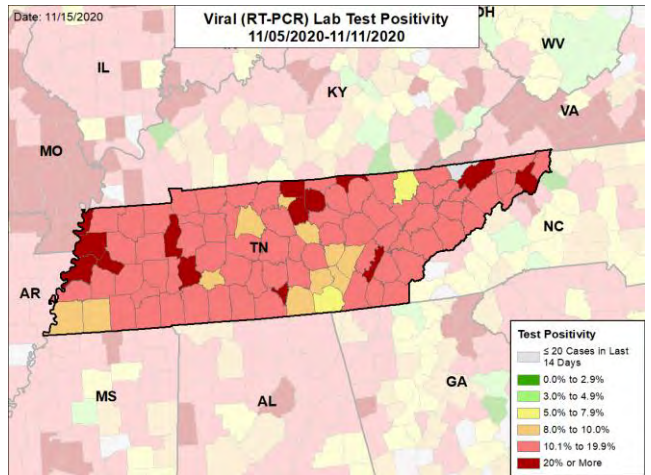 Date: 11/15/2020
Viral (RT-PCR) Lab Test Positivity
11/05/2020-11/11/2020
OH
WV
IL
KY
VA
MO
TN
NC
AR
MS
AL
GA
Test Positivity
≤ 20 Cases in Last
14 Days
0.0% to 2.9%
3.0% to 4.9%
5.0% to 7.9%
8.0% to 10.0%
10.1% to 19.9%
20% or More